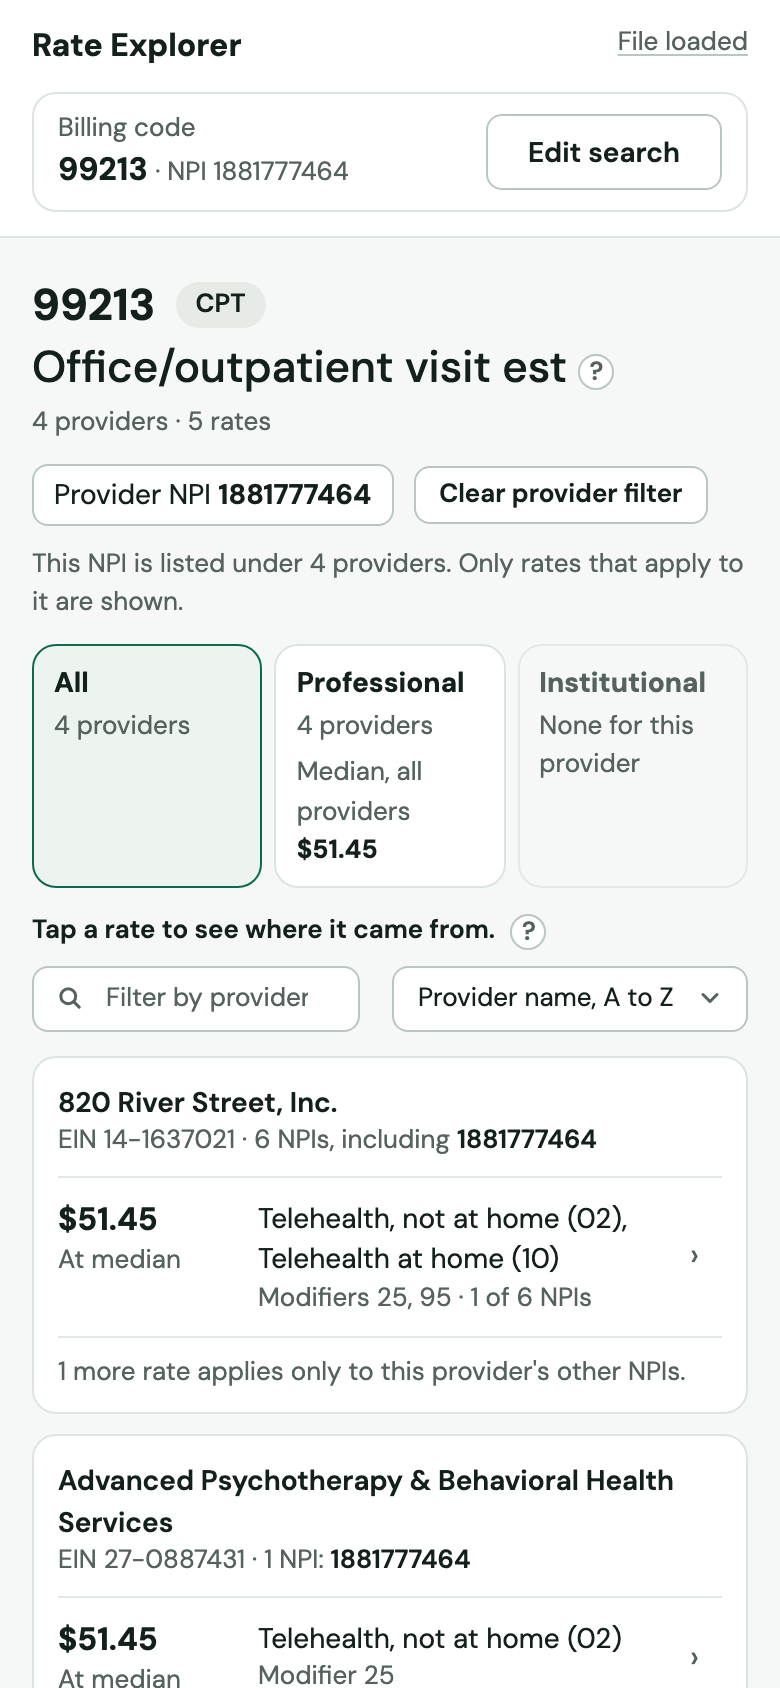 Rate Explorer
File loaded
Billing code
99213 · NPI 1881777464
Edit search
99213 CPT
Office/outpatient visit est ?
4 providers · 5 rates
Provider NPI 1881777464
Clear provider filter
This NPI is listed under 4 providers. Only rates that apply to
it are shown.
All
4 providers
Professional
4 providers
Median, all
providers
$51.45
Institutional
None for this
provider
Tap a rate to see where it came from. ?
Filter by provider
Provider name, A to Z
820 River Street, Inc.
EIN 14-1637021 · 6 NPIs, including 1881777464
$51.45
At median
Telehealth, not at home (02),
Telehealth at home (10)
Modifiers 25, 95 · 1 of 6 NPIs
1 more rate applies only to this provider's other NPIs.
Advanced Psychotherapy & Behavioral Health
Services
EIN 27-0887431 · 1 NPI: 1881777464
$51.45
At median
Telehealth, not at home (02)
Modifier 25